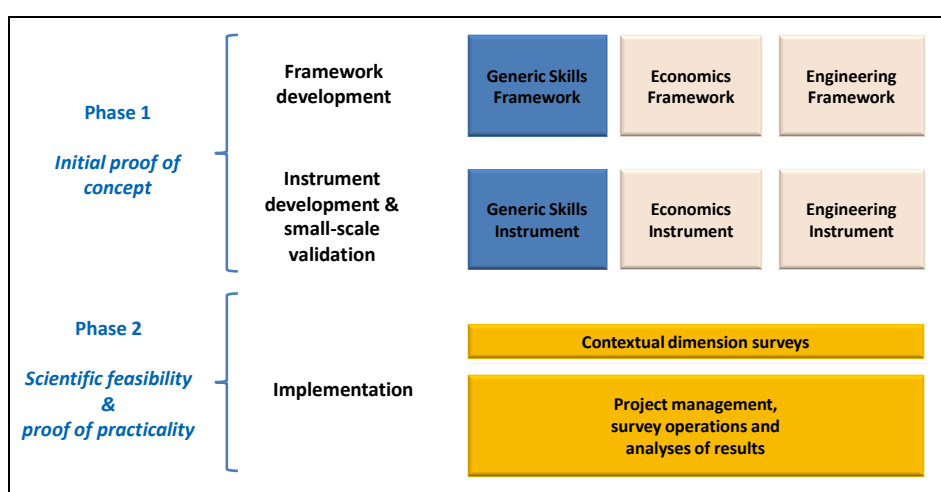 Phase 1
Initial proof of
concept
Framework
development
Generic Skills
Framework
Economics
Framework
Engineering
Framework
Instrument
development &
small-scale
validation
Generic Skills
Instrument
Economics
Instrument
Engineering
Instrument
Phase 2
Scientific feasibility
&
proof of practicality
Implementation
Contextual dimension surveys
Project management,
survey operations and
analyses of results